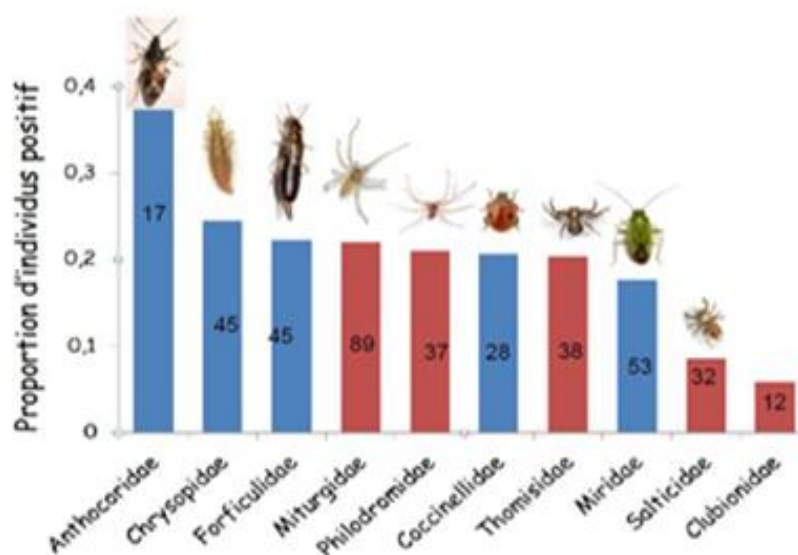 Proportion d'individus positif
0,4
0,3
0,2
0,1
0
17
45
45
89
37
28
38
53
32
12
Anthocoridae
Chrysopidae
Forficulidae
Miturgidae
Philodromidae
Coccinellidae
Thomisidae
Miridae
Salticidae
Clubionidae